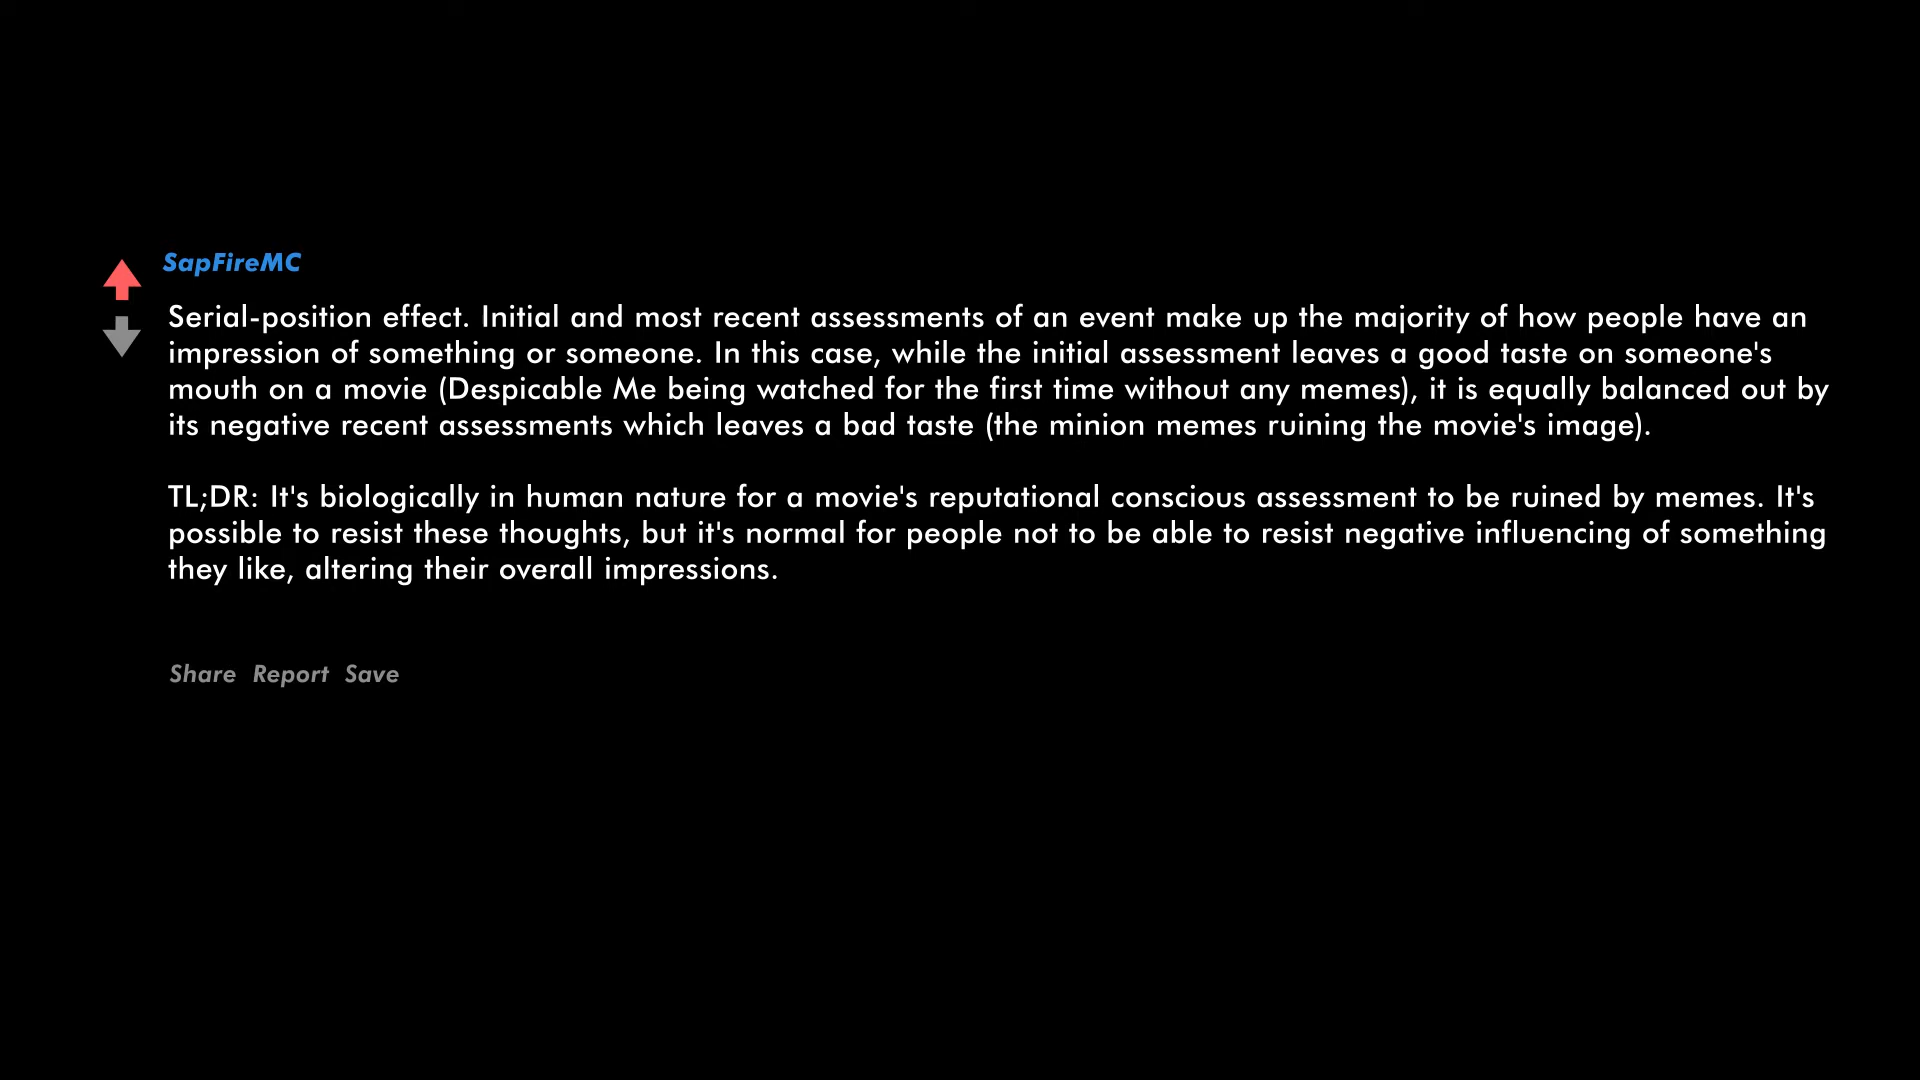 SapFireMC
Serial-position effect. Initial and most recent assessments of an event make up the majority of how people have an
impression of something or someone. In this case, while the initial assessment leaves a good taste on someone's
mouth on a movie (Despicable Me being watched for the first time without any memes), it is equally balanced out by
its negative recent assessments which leaves a bad taste (the minion memes ruining the movie's image).
TL;DR: It's biologically in human nature for a movie's reputational conscious assessment to be ruined by memes. It's
possible to resist these thoughts, but it's normal for people not to be able to resist negative influencing of something
they like, altering their overall impressions.
Share Report Save